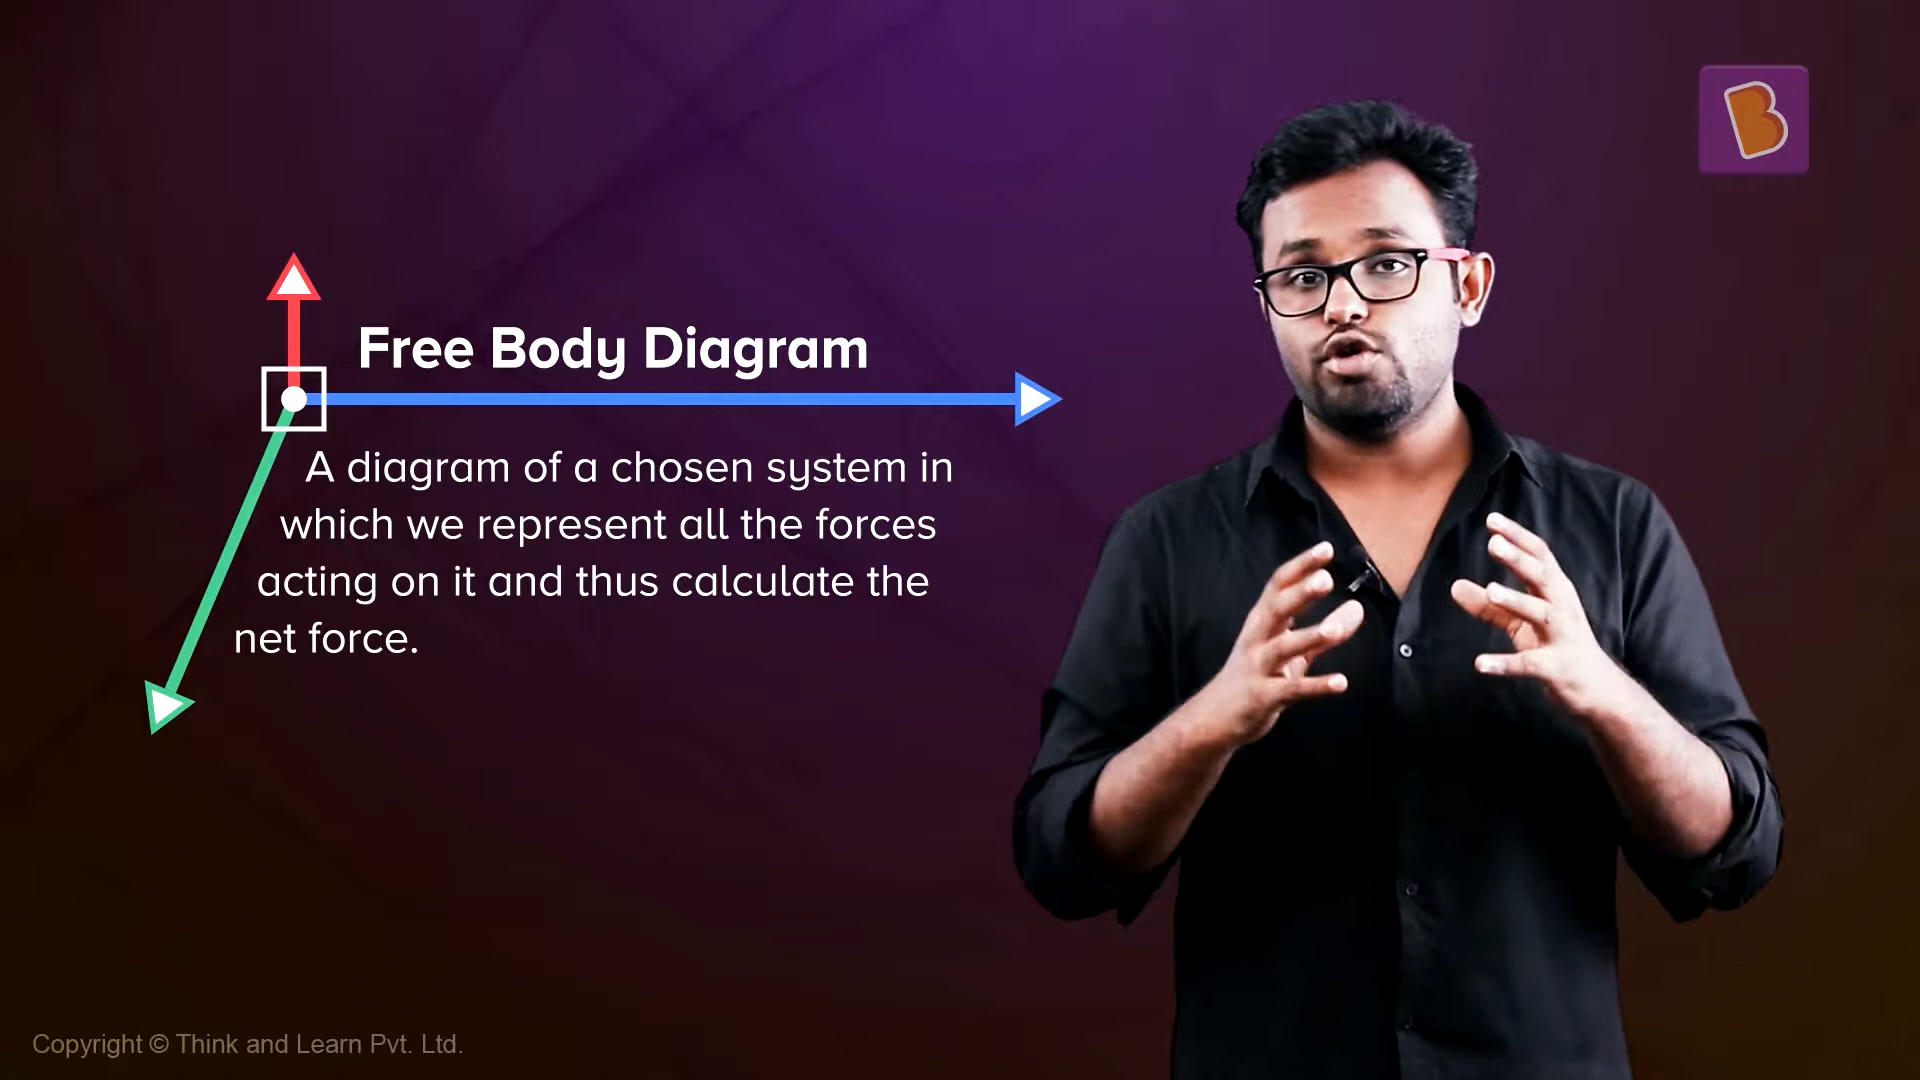 Free Body Diagram
A diagram of a chosen system in
which we represent all the forces
acting on it and thus calculate the
net force.
B
Copyright © Think and Learn Pvt. Ltd.